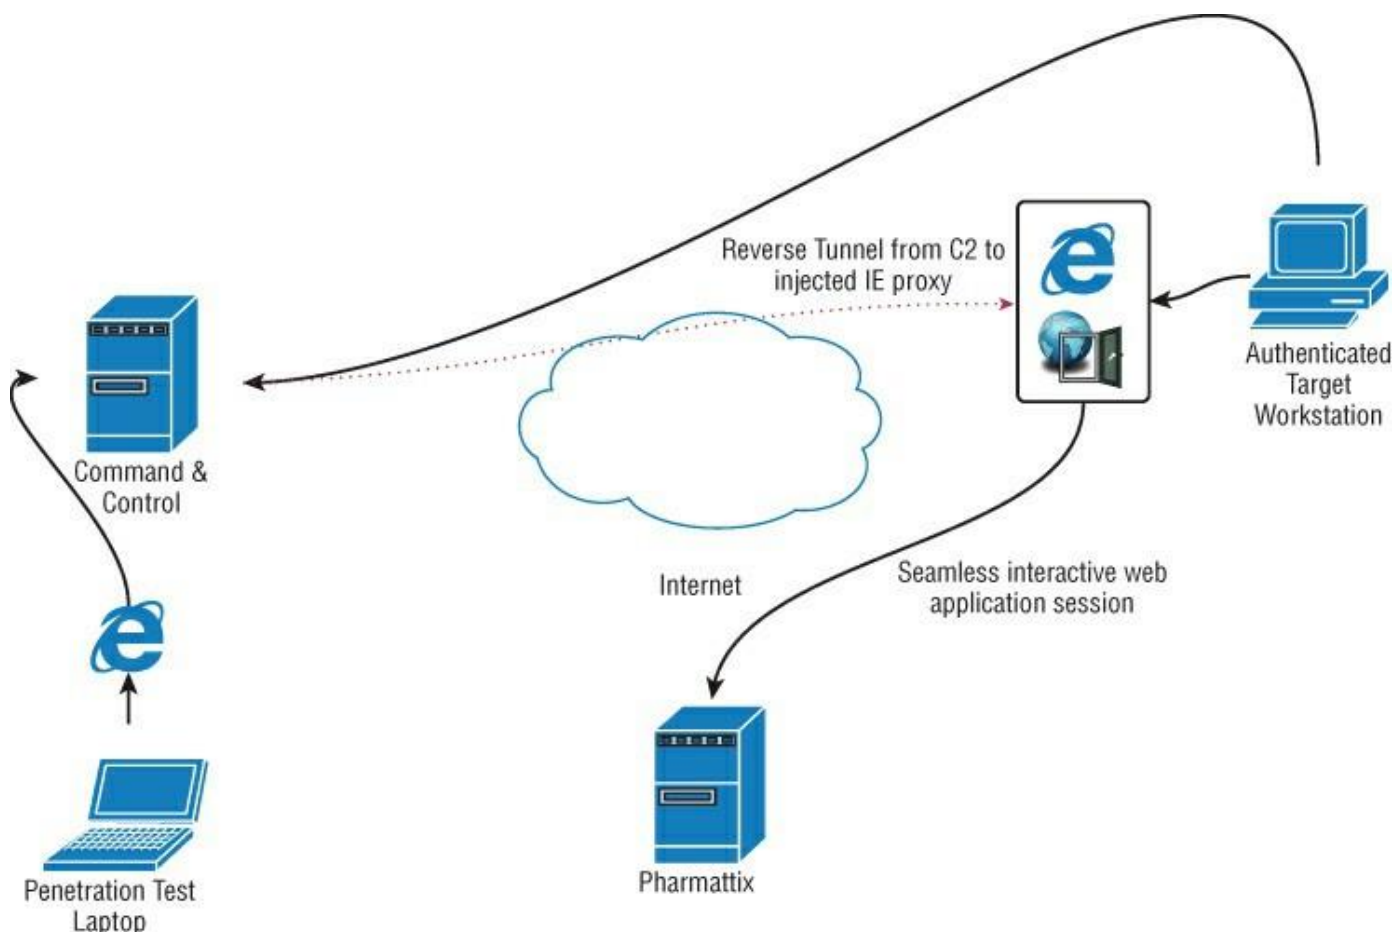 Reverse Tunnel from C2 to
injected IE proxy
Authenticated
Target
Workstation
Command &
Control
Internet
Seamless interactive web
application session
Pharmattix
Penetration Test
Laptop